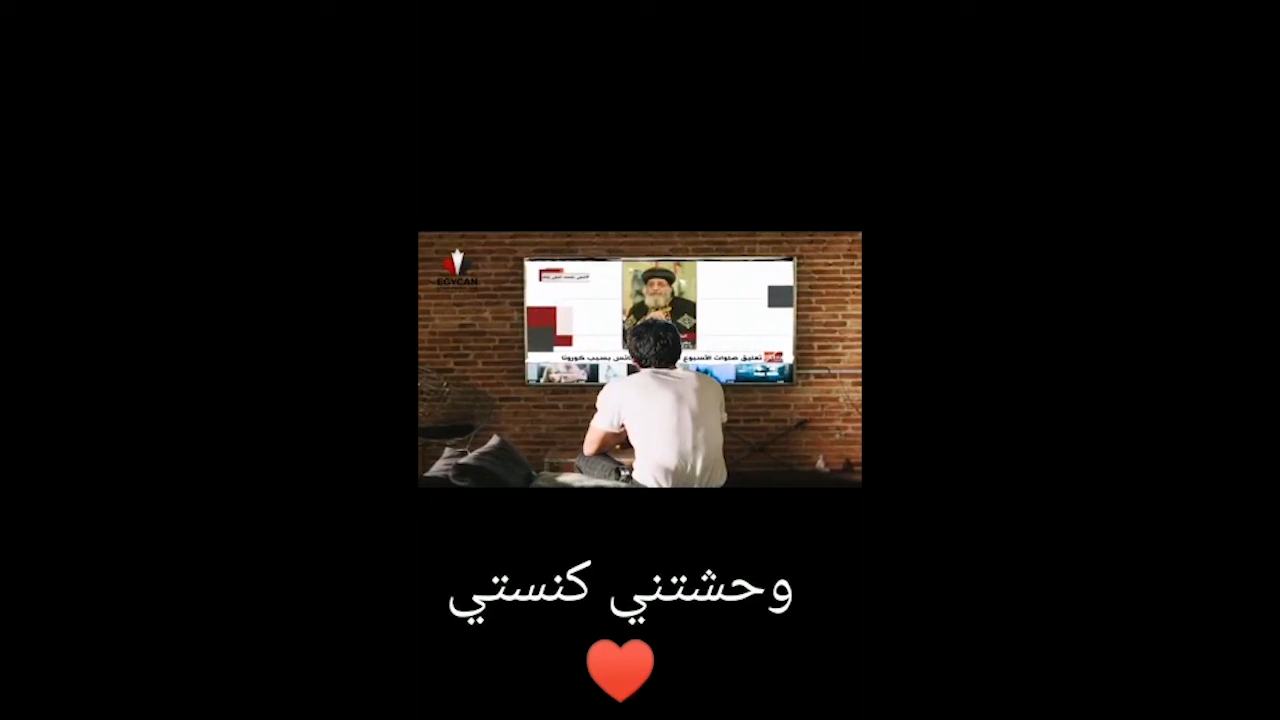 EGYCAN
تعليق صلوات الأسبوع
بسبب كورونا
وحشتني كنستي
❤️